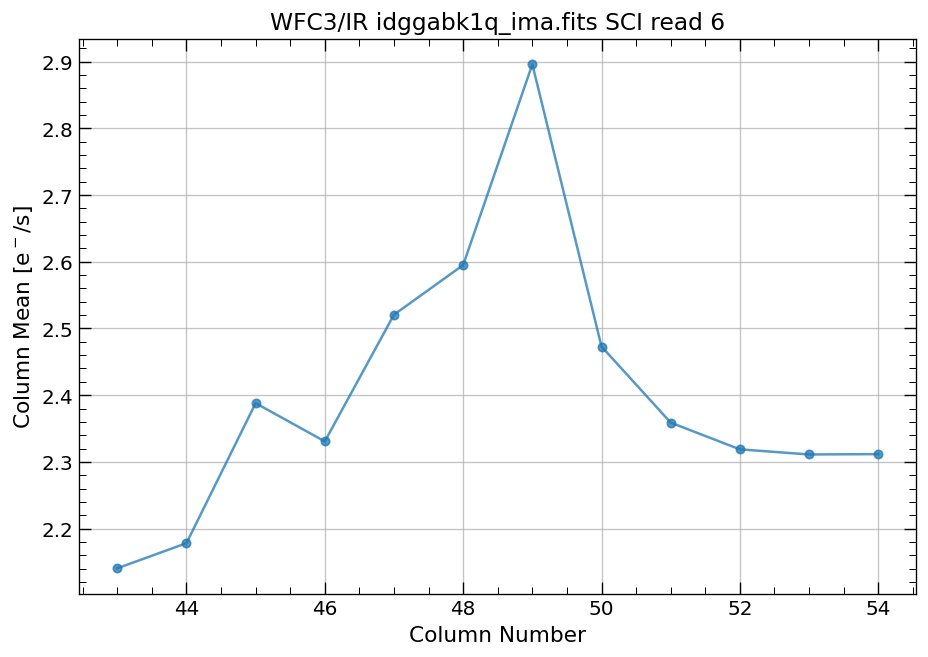 WFC3/IR idggabk1q_ima.fits SCI read 6
Column Mean [e⁻/s]
2.9
2.8
2.7
2.6
2.5
2.4
2.3
2.2
44 46 48 50 52 54
Column Number